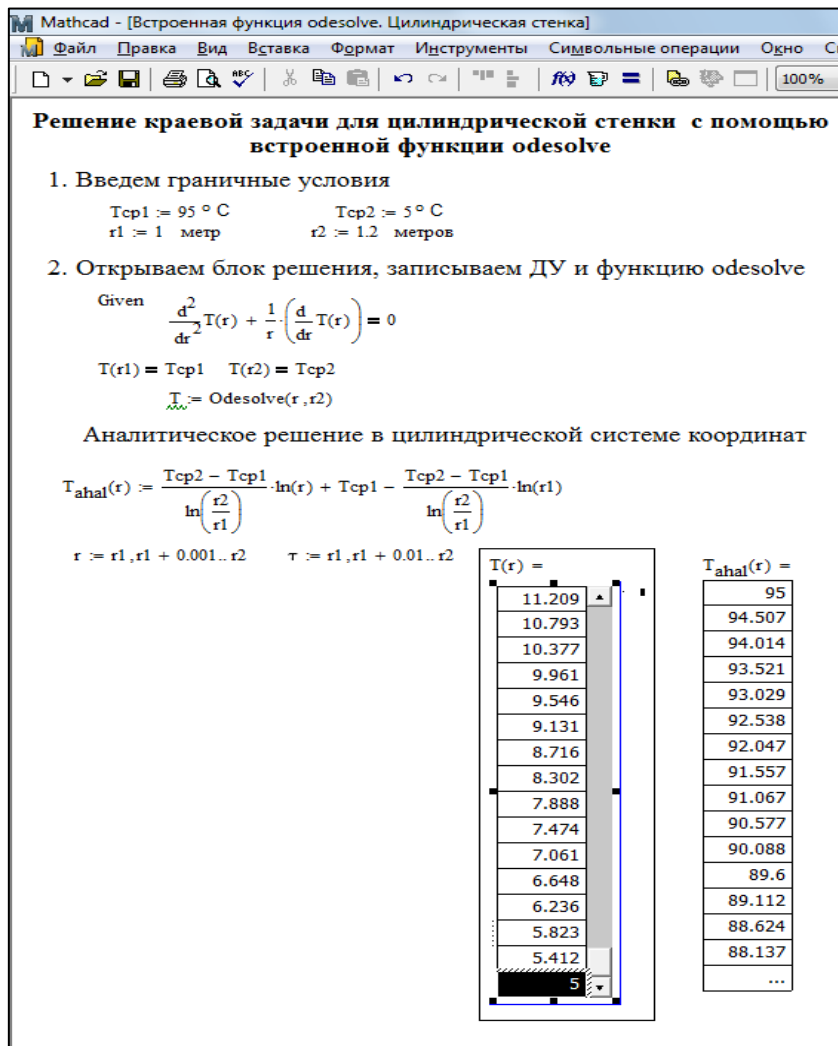 Mathcad - [Встроенная функция odesolve. Цилиндрическая стенка]
Файл Правка Вид Вставка Формат Инструменты Символьные операции Окно
100%
Решение краевой задачи для цилиндрической стенки с помощью
встроенной функции odesolve
1. Введем граничные условия
Tcp1 := 95 ° C Tcp2 := 5 ° C
r1 := 1 метр r2 := 1.2 метров
2. Открываем блок решения, записываем ДУ и функцию odesolve
Given d²/dr² T(r) + 1/r·(d/dr T(r)) = 0
T(r1) = Tcp1 T(r2) = Tcp2
T := Odesolve(r ,r2)
Аналитическое решение в цилиндрической системе координат
Tahal(r) := (Tcp2 − Tcp1)/ln(r2/r1)·ln(r) + Tcp1 − (Tcp2 − Tcp1)/ln(r2/r1)·ln(r1)
r := r1 ,r1 + 0.001.. r2 τ := r1 ,r1 + 0.01.. r2
T(r) =
11.209
10.793
10.377
9.961
9.546
9.131
8.716
8.302
7.888
7.474
7.061
6.648
6.236
5.823
5.412
5
Tahal(r) =
95
94.507
94.014
93.521
93.029
92.538
92.047
91.557
91.067
90.577
90.088
89.6
89.112
88.624
88.137
...